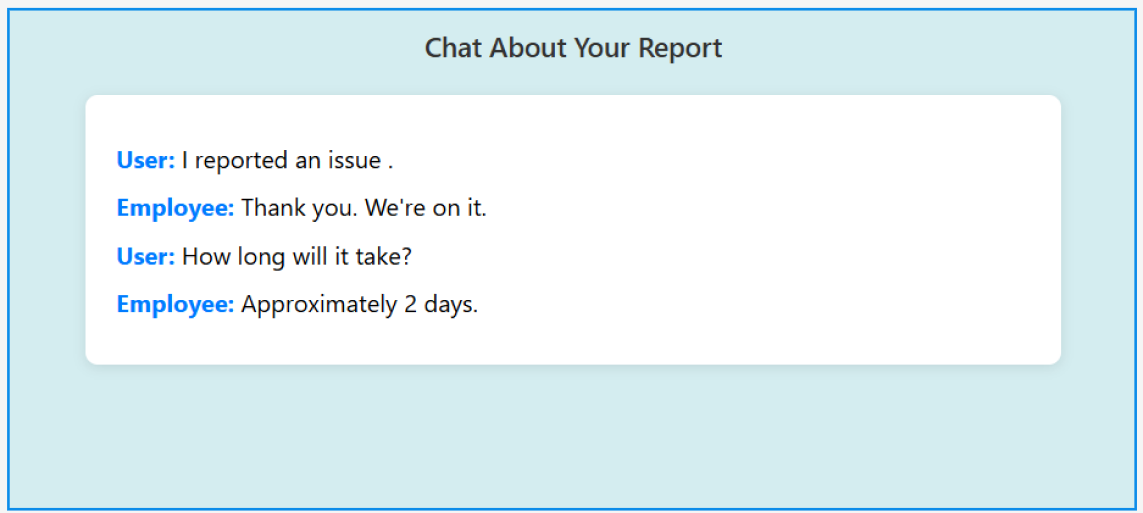 Chat About Your Report
User: I reported an issue .
Employee: Thank you. We're on it.
User: How long will it take?
Employee: Approximately 2 days.